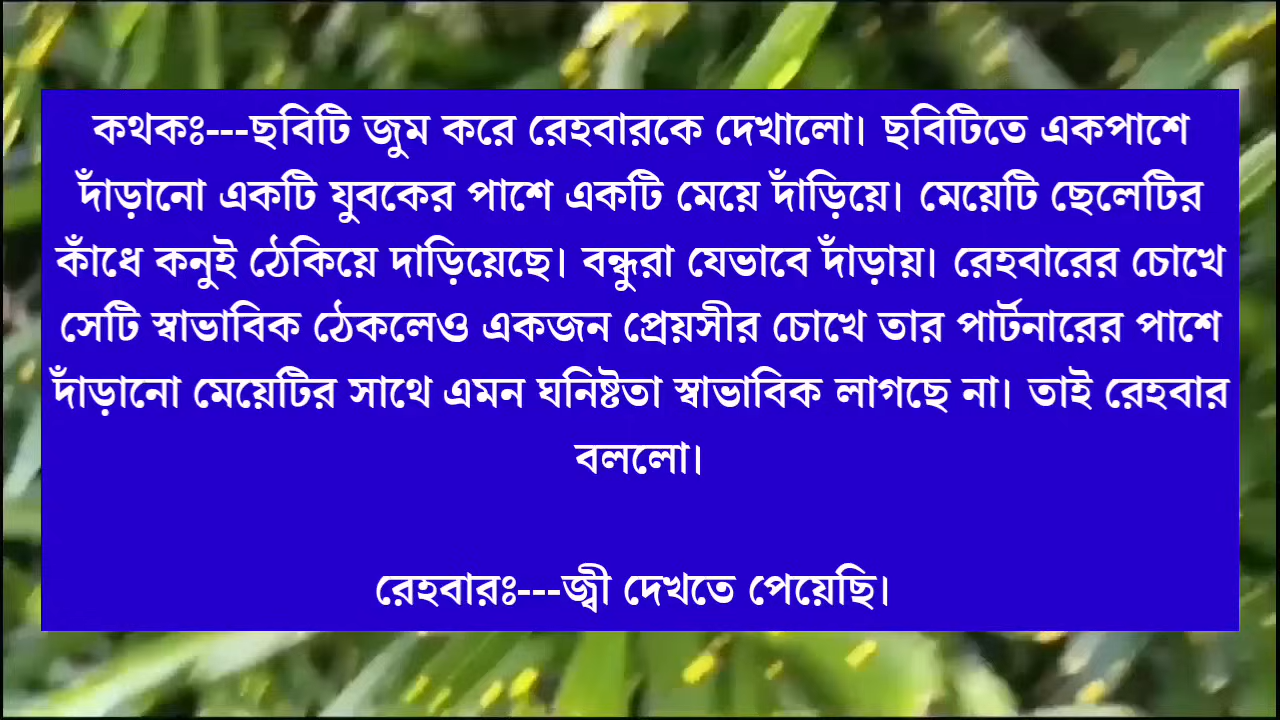 কথকঃ---ছবিটি জুম করে রেহবারকে দেখালো। ছবিটিতে একপাশে
দাঁড়ানো একটি যুবকের পাশে একটি মেয়ে দাঁড়িয়ে। মেয়েটি ছেলেটির
কাঁধে কনুই ঠেকিয়ে দাড়িয়েছে। বন্ধুরা যেভাবে দাঁড়ায়। রেহবারের চোখে
সেটি স্বাভাবিক ঠেকলেও একজন প্রেয়সীর চোখে তার পার্টনারের পাশে
দাঁড়ানো মেয়েটির সাথে এমন ঘনিষ্টতা স্বাভাবিক লাগছে না। তাই রেহবার
বললো।
রেহবারঃ---জ্বী দেখতে পেয়েছি।